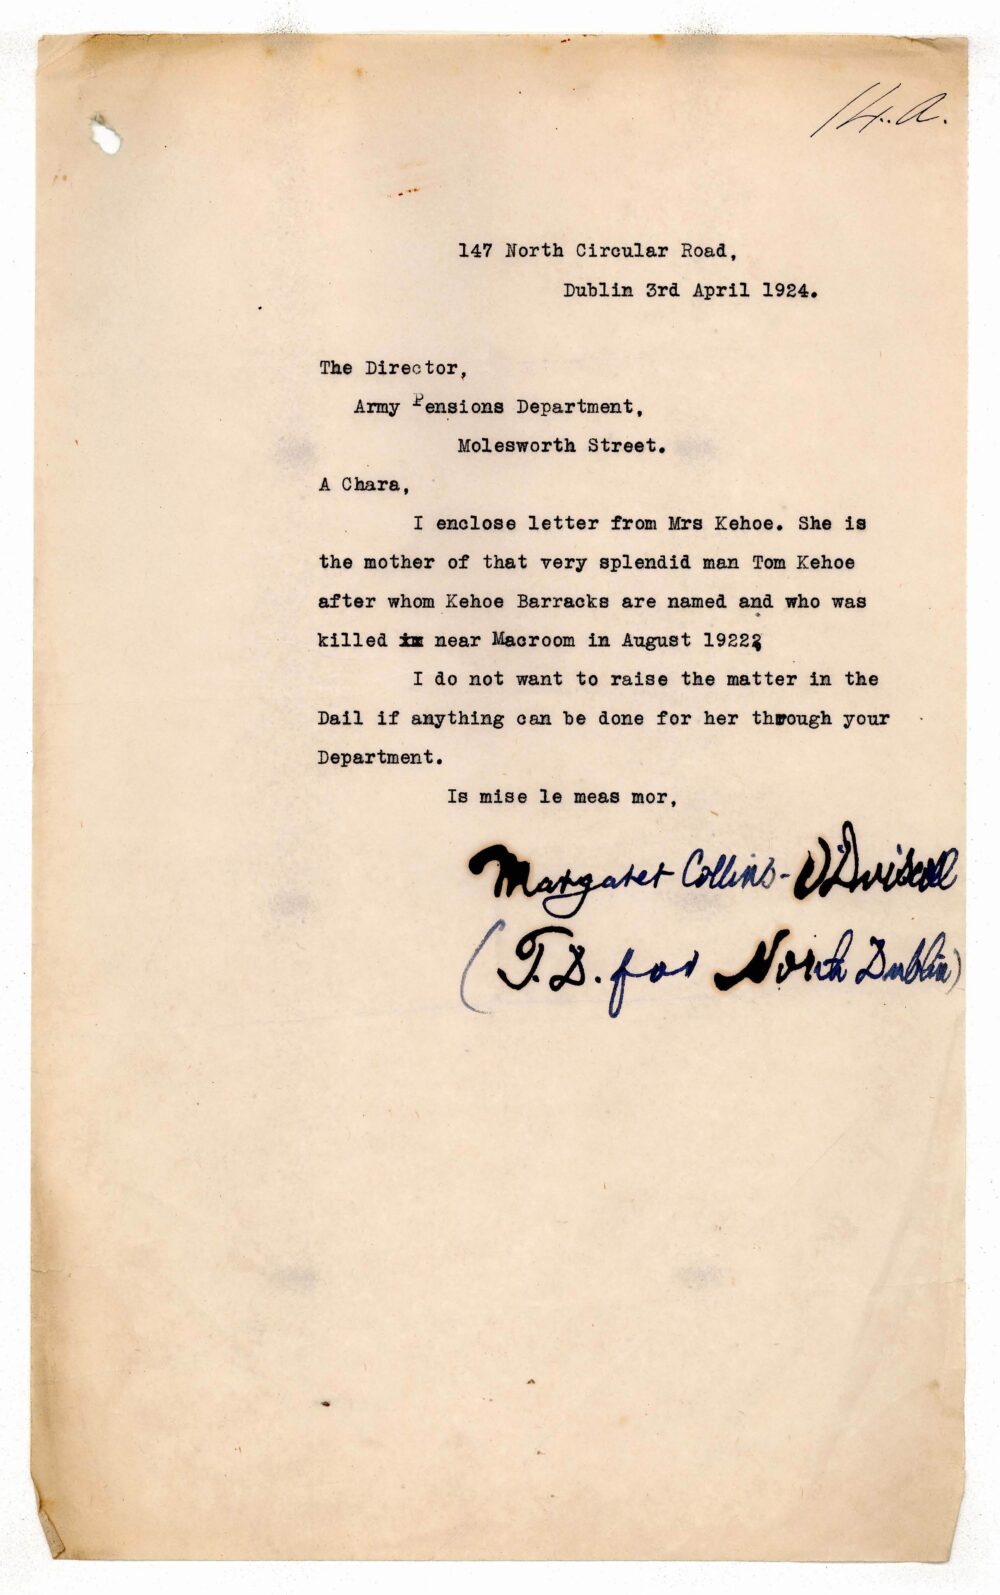 14.a.
147 North Circular Road,
Dublin 3rd April 1924.
The Director,
Army Pensions Department,
Molesworth Street.
A Chara,
I enclose letter from Mrs Kehoe. She is
the mother of that very splendid man Tom Kehoe
after whom Kehoe Barracks are named and who was
killed in near Macroom in August 1922?
I do not want to raise the matter in the
Dail if anything can be done for her through your
Department.
Is mise le meas mor,
Margaret Collins-O'Driscoll
(T.D. for North Dublin)